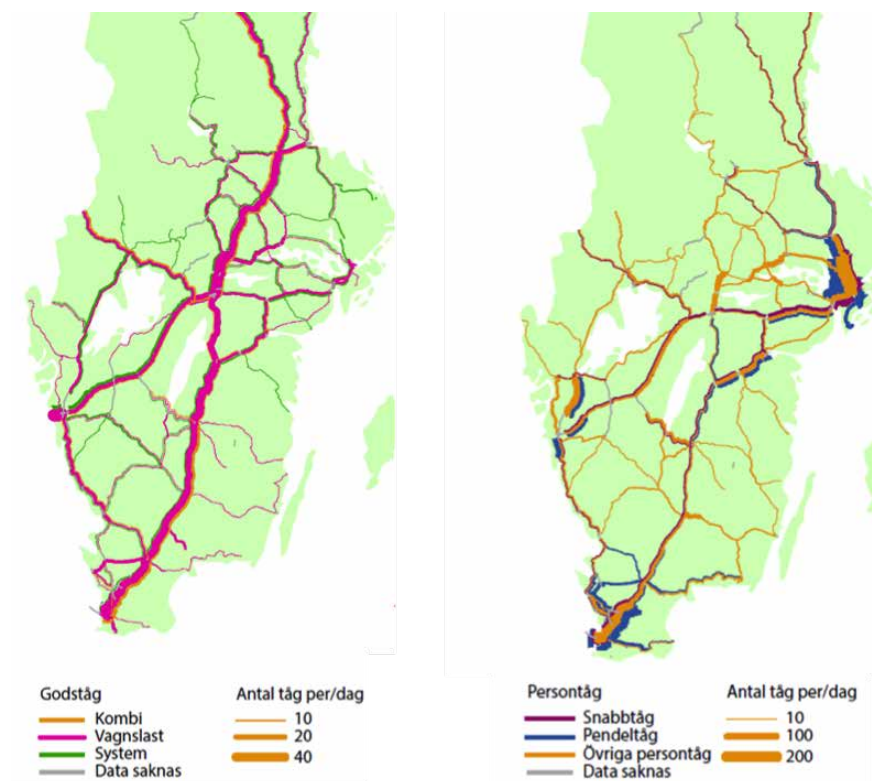 Godståg Antal tåg per/dag
Kombi 10
Vagnslast 20
System 40
Data saknas
Persontåg Antal tåg per/dag
Snabbtåg 10
Pendeltåg 100
Övriga persontåg 200
Data saknas